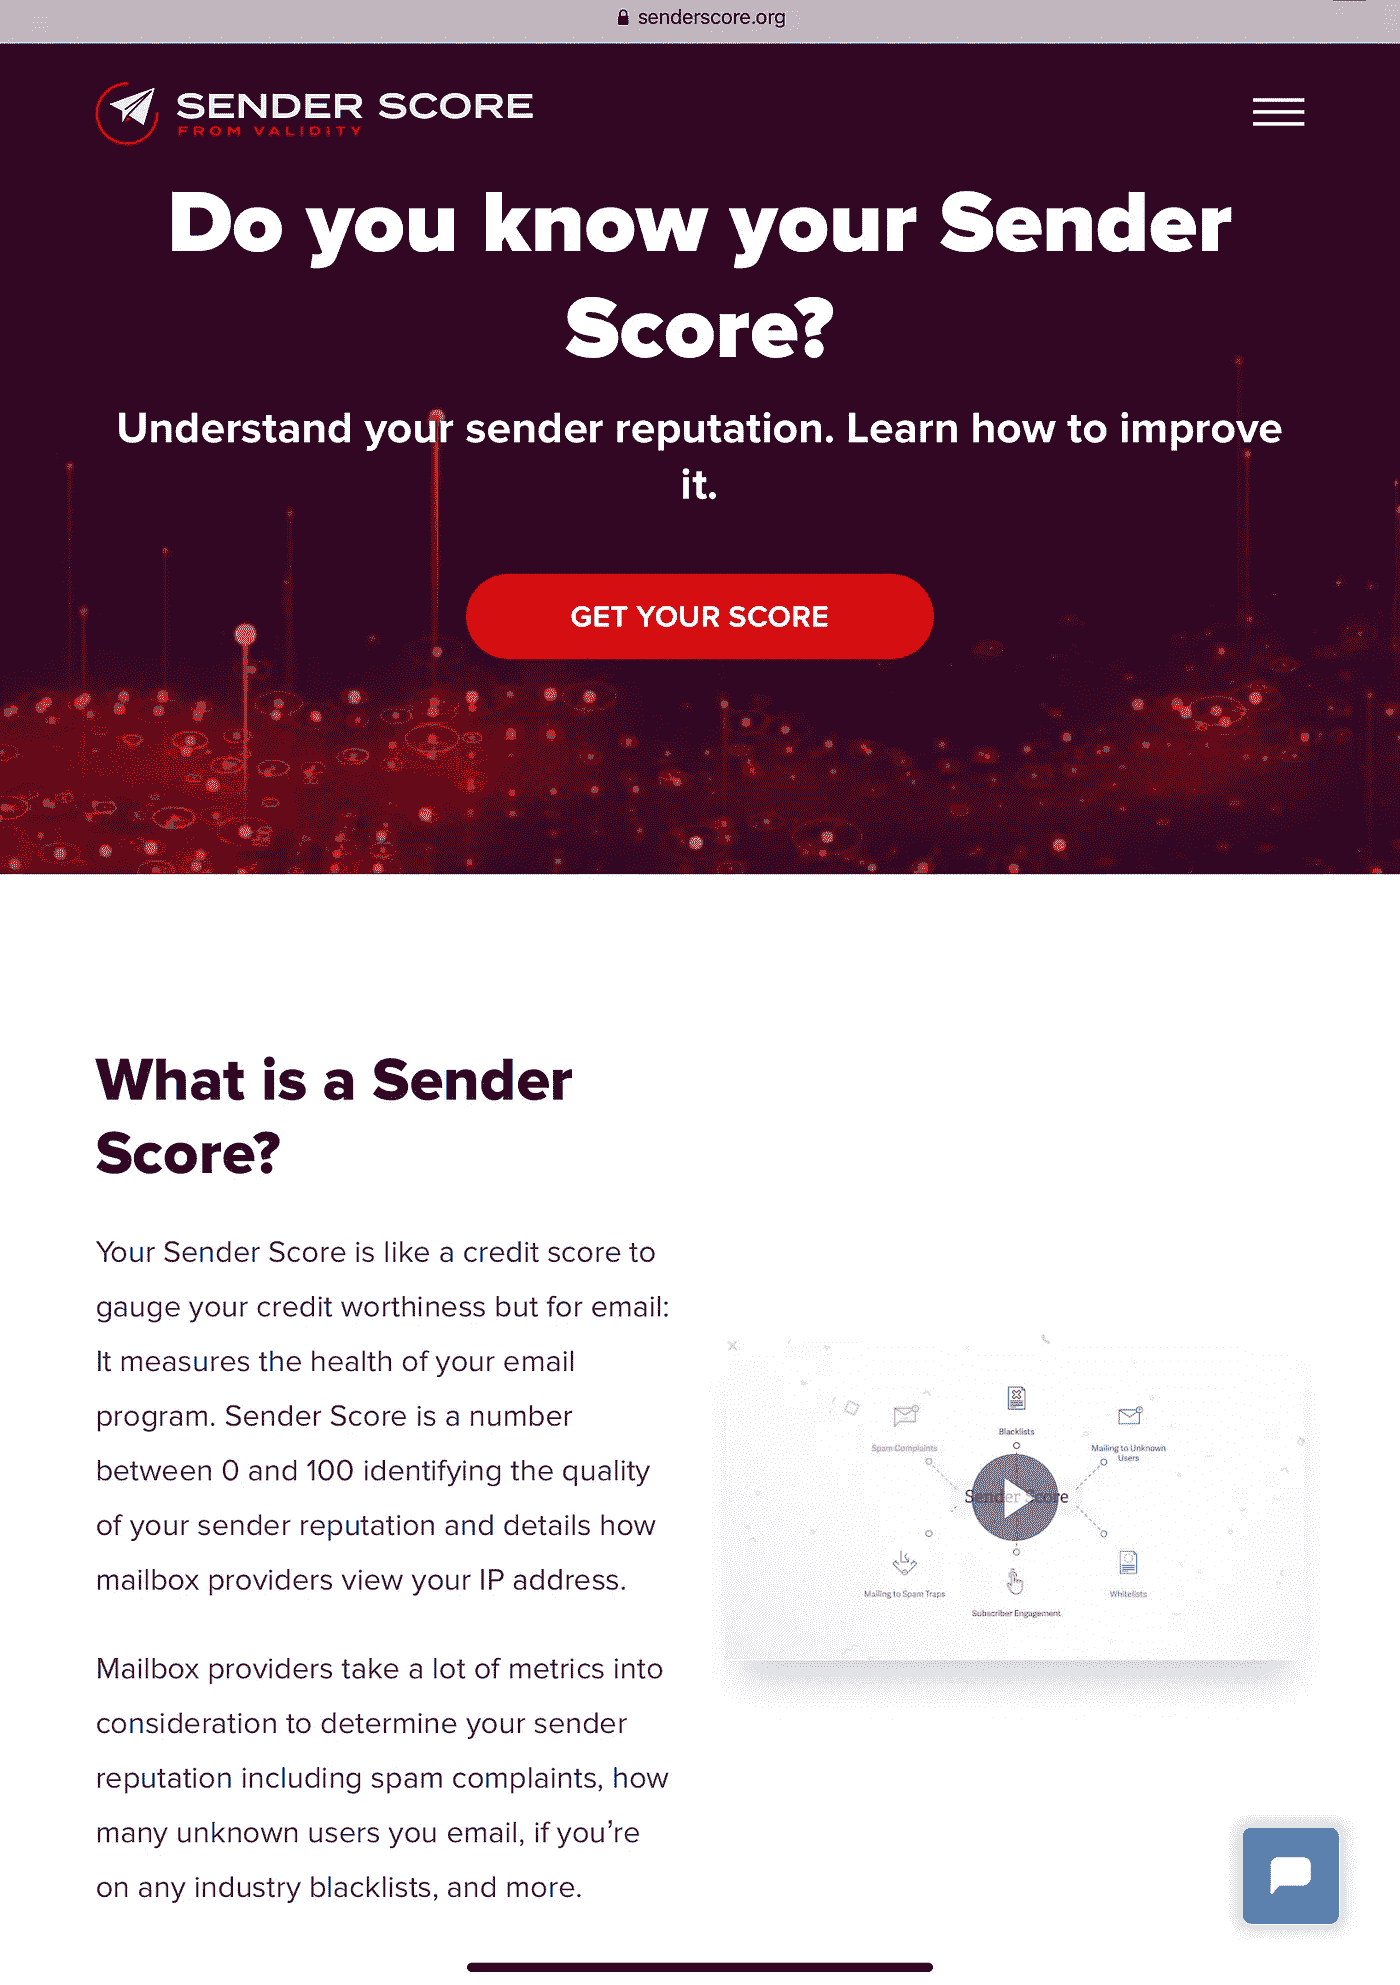 senderscore.org
SENDER SCORE
FROM VALIDITY
Do you know your Sender
Score?
Understand your sender reputation. Learn how to improve
it.
GET YOUR SCORE
What is a Sender
Score?
Your Sender Score is like a credit score to
gauge your credit worthiness but for email:
It measures the health of your email
program. Sender Score is a number
between 0 and 100 identifying the quality
of your sender reputation and details how
mailbox providers view your IP address.
Mailbox providers take a lot of metrics into
consideration to determine your sender
reputation including spam complaints, how
many unknown users you email, if you’re
on any industry blacklists, and more.
Blacklists
Spam Complaints
Mailing to Unknown
Users
Sender Score
Mailing to Spam Traps
Whitelists
Subscriber Engagement